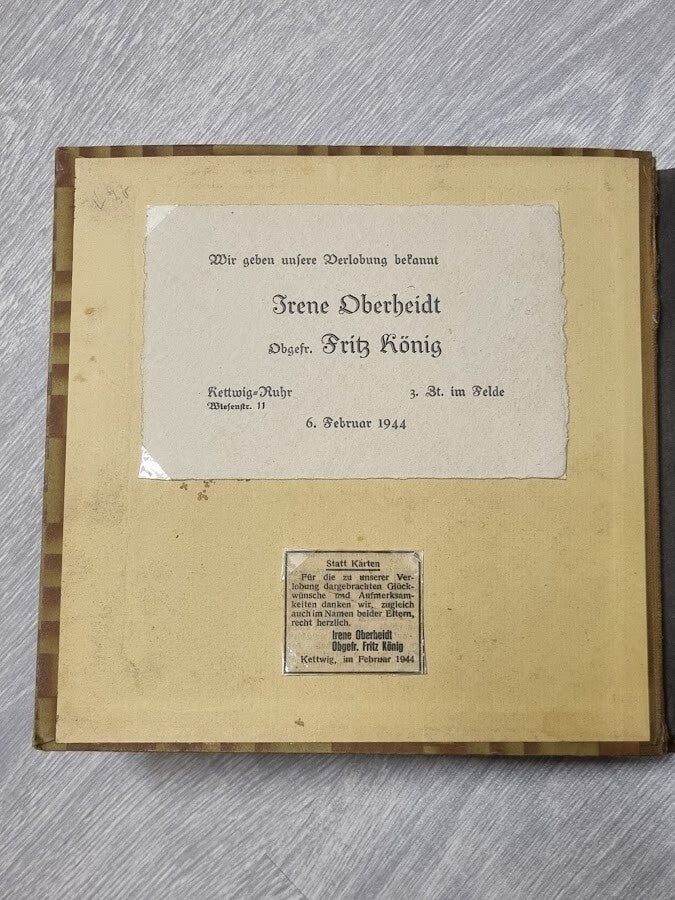 Wir geben unsere Verlobung bekannt
Irene Oberheidt
Obgefr. Fritz König
Kettwig-Ruhr 3. Zt. im Felde
Wiesenstr. 11
6. Februar 1944
Statt Karten
Für die zu unserer Ver-
lobung dargebrachten Glück-
wünsche und Aufmerksam-
keiten danken wir, zugleich
auch im Namen beider Eltern,
recht herzlich.
Irene Oberheidt
Obgefr. Fritz König
Kettwig, im Februar 1944